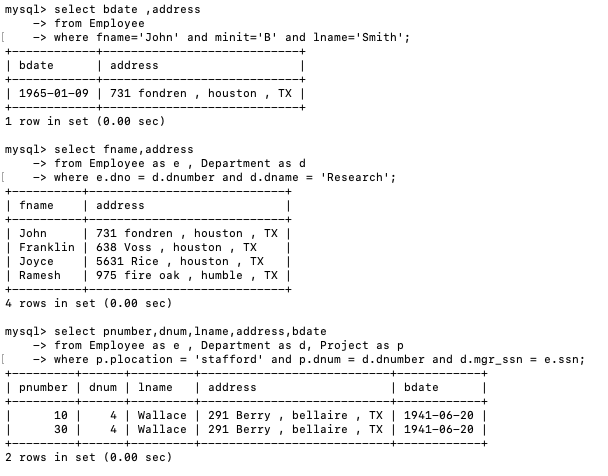 mysql> select bdate ,address
    -> from Employee
[    -> where fname='John' and minit='B' and lname='Smith';
+------------+---------------------------+
| bdate      | address                   |
+------------+---------------------------+
| 1965-01-09 | 731 fondren , houston , TX |
+------------+---------------------------+
1 row in set (0.00 sec)

mysql> select fname,address
    -> from Employee as e , Department as d
[    -> where e.dno = d.dnumber and d.dname = 'Research';
+----------+----------------------------+
| fname    | address                    |
+----------+----------------------------+
| John     | 731 fondren , houston , TX |
| Franklin | 638 Voss , houston , TX    |
| Joyce    | 5631 Rice , houston , TX   |
| Ramesh   | 975 fire oak , humble , TX |
+----------+----------------------------+
4 rows in set (0.00 sec)

mysql> select pnumber,dnum,lname,address,bdate
    -> from Employee as e , Department as d, Project as p
[    -> where p.plocation = 'stafford' and p.dnum = d.dnumber and d.mgr_ssn = e.ssn;
+---------+------+---------+---------------------------+------------+
| pnumber | dnum | lname   | address                   | bdate      |
+---------+------+---------+---------------------------+------------+
|      10 |    4 | Wallace | 291 Berry , bellaire , TX | 1941-06-20 |
|      30 |    4 | Wallace | 291 Berry , bellaire , TX | 1941-06-20 |
+---------+------+---------+---------------------------+------------+
2 rows in set (0.00 sec)